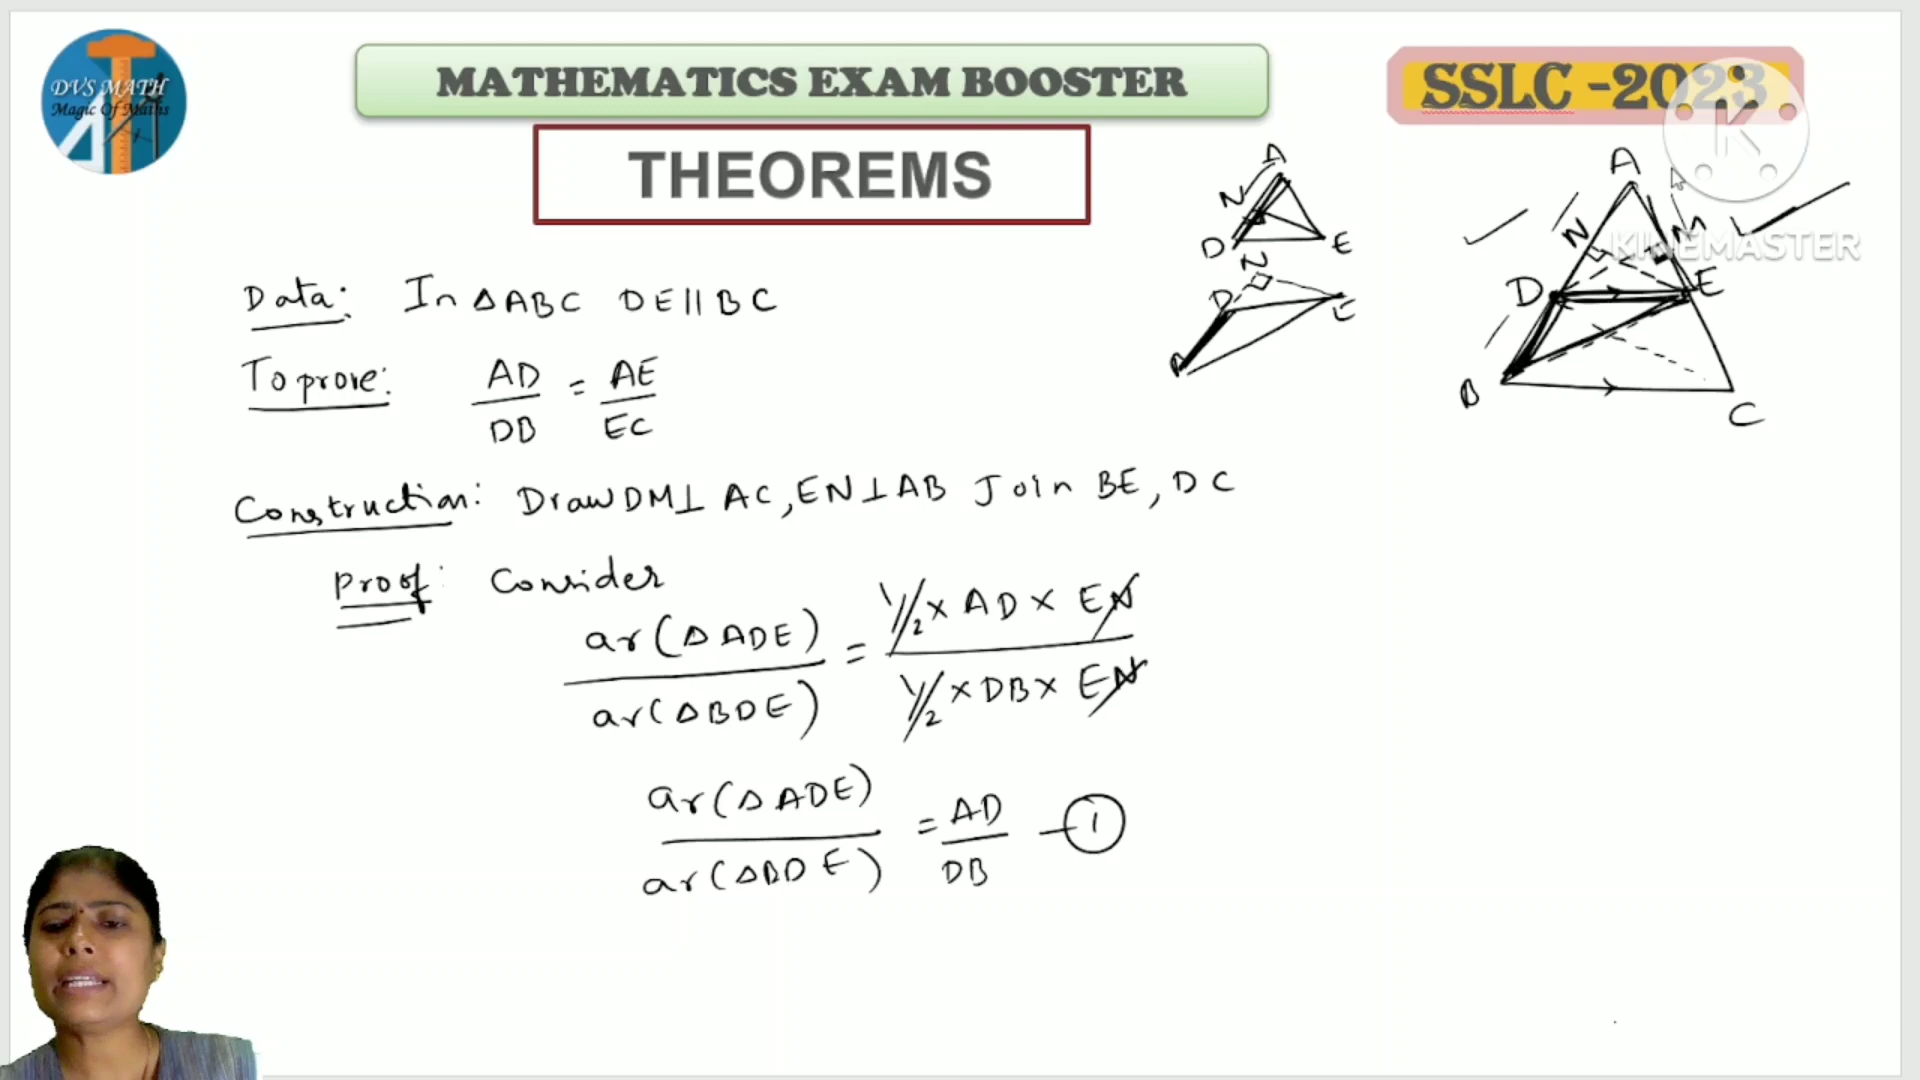 DVS MATH
Magic Of Maths
MATHEMATICS EXAM BOOSTER
SSLC -2023
THEOREMS
K
KINEMASTER
A
N
D
E
N
D
E
B
A
N
M
D
E
B
C
Data: In △ABC DE||BC
To prove: AD/DB = AE/EC
Construction: Draw DM⊥ AC, EN⊥AB Join BE, DC
Proof: Consider
ar(△ADE)/ar(△BDE) = 1/2 × AD × EN / 1/2 × DB × EN
ar(△ADE)/ar(△BDE) = AD/DB — 1